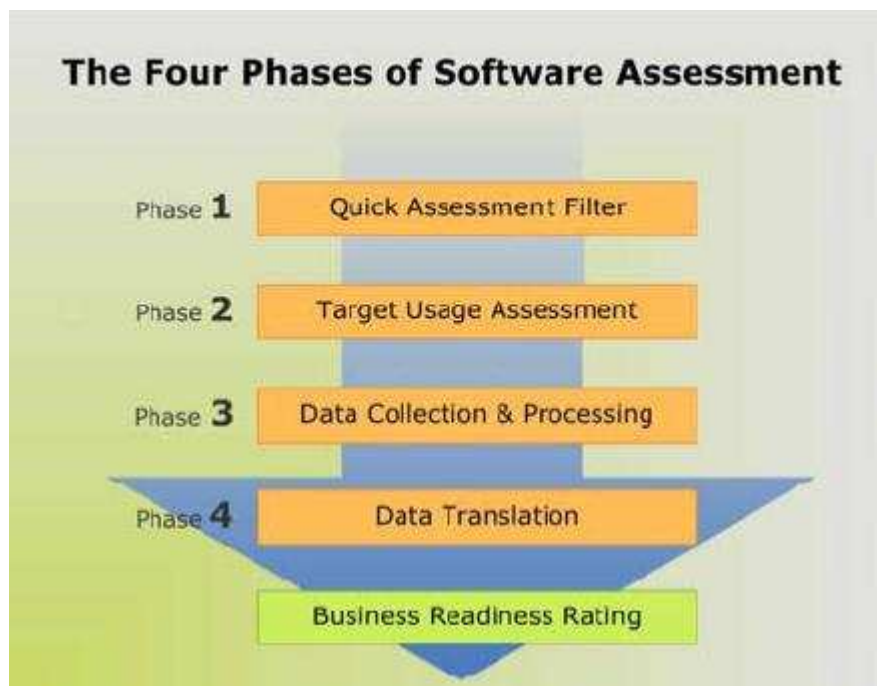 The Four Phases of Software Assessment
Phase 1 Quick Assessment Filter
Phase 2 Target Usage Assessment
Phase 3 Data Collection & Processing
Phase 4 Data Translation
Business Readiness Rating